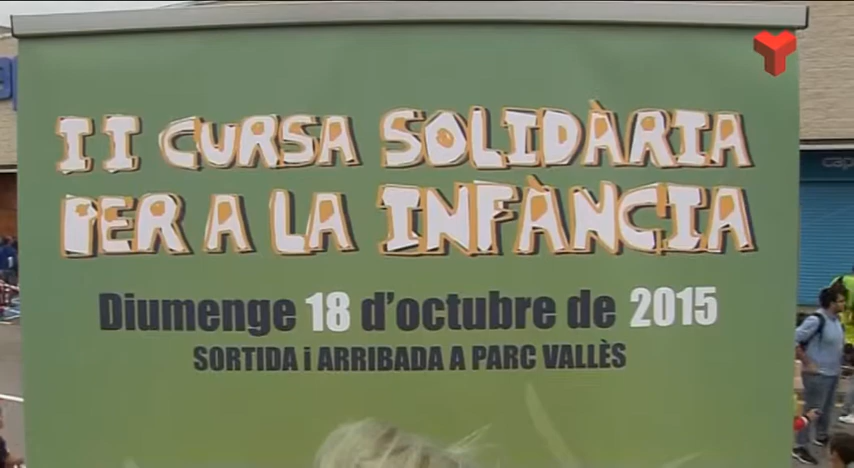 II CURSA SOLIDÀRIA
PER A LA INFÀNCIA
Diumenge 18 d'octubre de 2015
SORTIDA i ARRIBADA A PARC VALLÈS